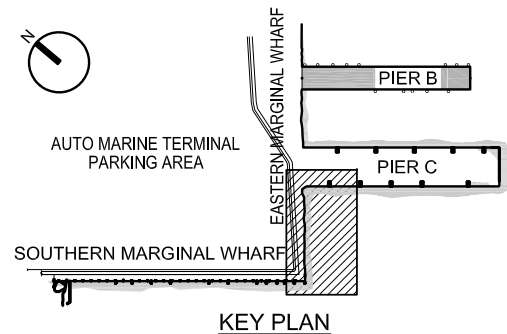 N
EASTERN MARGINAL WHARF
PIER B
AUTO MARINE TERMINAL
PARKING AREA
PIER C
SOUTHERN MARGINAL WHARF
KEY PLAN